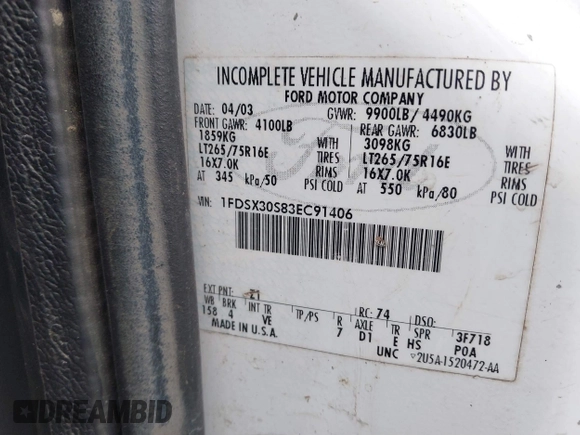 INCOMPLETE VEHICLE MANUFACTURED BY
FORD MOTOR COMPANY
DATE: 04/03 GVWR: 9900LB/ 4490KG
FRONT GAWR: 4100LB REAR GAWR: 6830LB
1859KG WITH 3098KG WITH
LT265/75R16E TIRES LT265/75R16E TIRES
16X7.0K RIMS 16X7.0K RIMS
AT 345 kPa/50 PSI COLD AT 550 kPa/80 PSI COLD
VIN: 1FDSX30S83EC91406
EXT PNT: Z1 RC: 74 DSO:
WB BRK INT TR TP/PS R AXLE TR SPR 3F718
158 4 VE 7 D1 E HS POA
MADE IN U.S.A. UNC 2U5A-1520472-AA
DREAMBID